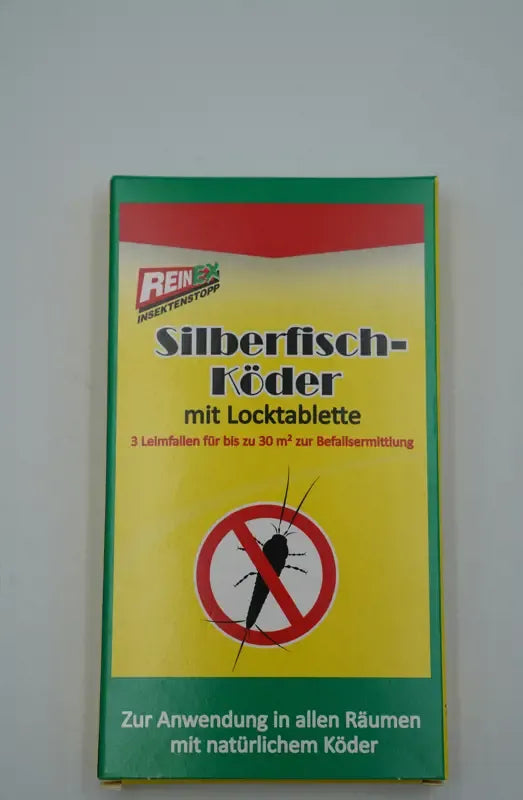 REINEX
INSEKTENSTOPP
Silberfisch-
Köder
mit Locktablette
3 Leimfallen für bis zu 30 m² zur Befallsermittlung
Zur Anwendung in allen Räumen
mit natürlichem Köder